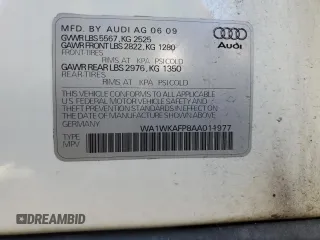 MFD. BY AUDI AG 06 09
GVWR LBS 5567, KG 2525
GAWR FRONT LBS 2822, KG 1280
FRONT TIRES
RIMS AT KPA PSI COLD
GAWR REAR LBS 2976, KG 1350
REAR TIRES
RIMS AT KPA PSI COLD
Audi
THIS VEHICLE CONFORMS TO ALL APPLICABLE
U.S. FEDERAL MOTOR VEHICLE SAFETY, BUMPER,
AND THEFT PREVENTION STANDARDS IN EFFECT
ON THE DATE OF MANUFACTURE SHOWN ABOVE.
TYPE
DREAMBID